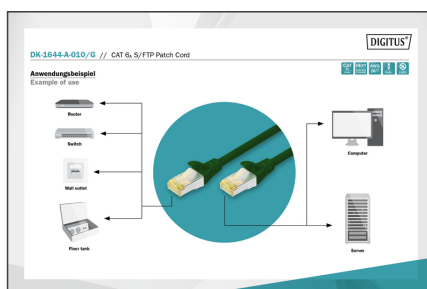 DIGITUS®
DK-1644-A-010/G // CAT 6A S/FTP Patch Cord
Anwendungsbeispiel
Example of use
Router
Switch
Wall outlet
Floor tank
Computer
Server